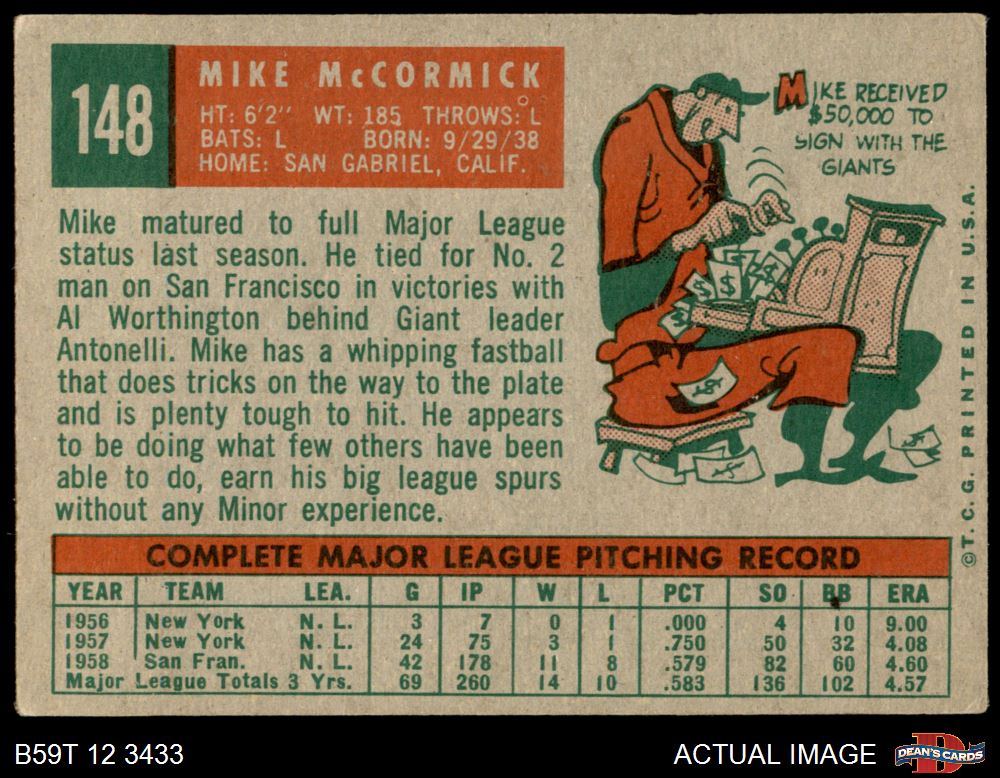 148
MIKE McCORMICK
HT: 6'2" WT: 185 THROWS: L
BATS: L BORN: 9/29/38
HOME: SAN GABRIEL, CALIF.
MIKE RECEIVED
$50,000 TO
SIGN WITH THE
GIANTS
Mike matured to full Major League
status last season. He tied for No. 2
man on San Francisco in victories with
Al Worthington behind Giant leader
Antonelli. Mike has a whipping fastball
that does tricks on the way to the plate
and is plenty tough to hit. He appears
to be doing what few others have been
able to do, earn his big league spurs
without any Minor experience.
©T.C.G. PRINTED IN U.S.A.
COMPLETE MAJOR LEAGUE PITCHING RECORD
YEAR TEAM LEA. G IP W L PCT SO BB ERA
1956 New York N. L. 3 7 0 1 .000 4 10 9.00
1957 New York N. L. 24 75 3 1 .750 50 32 4.08
1958 San Fran. N. L. 42 178 11 8 .579 82 60 4.60
Major League Totals 3 Yrs. 69 260 14 10 .583 136 102 4.57
B59T 12 3433
ACTUAL IMAGE
DEAN'S CARDS